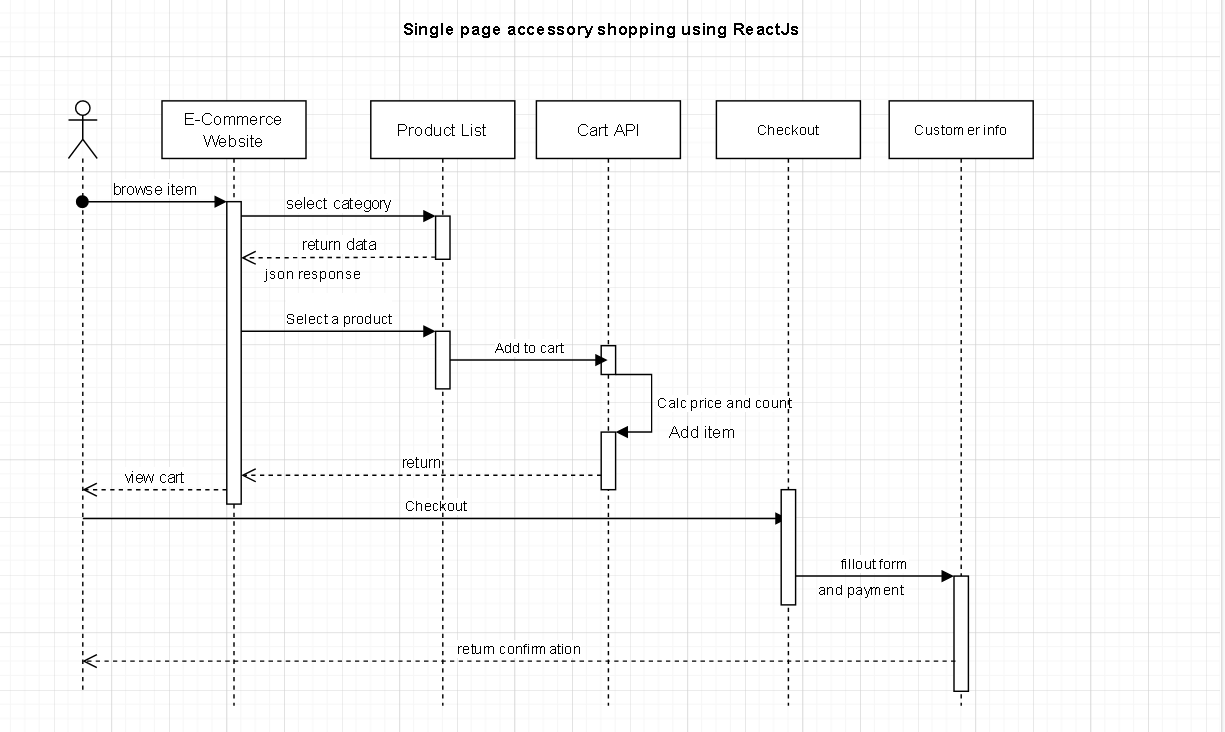 Single page accessory shopping using ReactJs
E-Commerce
Website
Product List
Cart API
Checkout
Customer info
browse item
select category
return data
json response
Select a product
Add to cart
Calc price and count
Add item
return
view cart
Checkout
fillout form
and payment
return confirmation